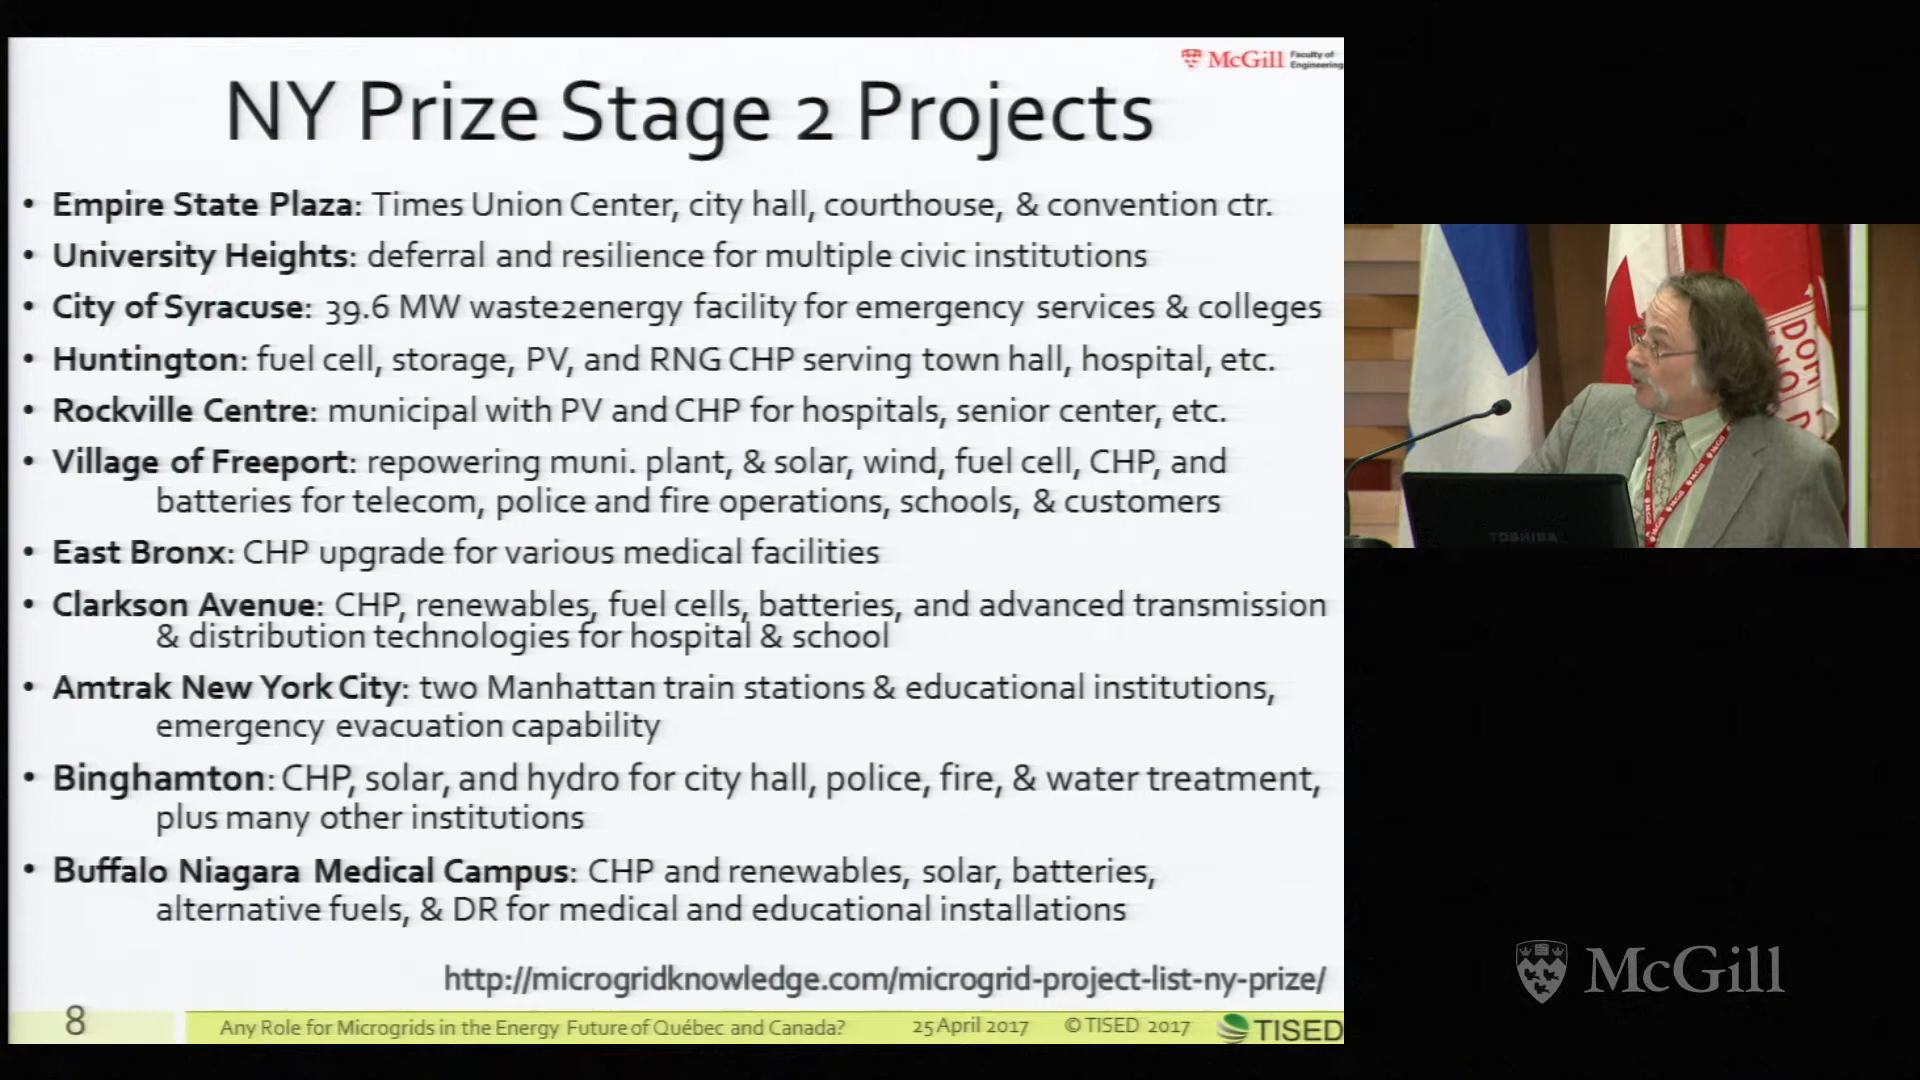 McGill Faculty of
Engineering
NY Prize Stage 2 Projects
• Empire State Plaza: Times Union Center, city hall, courthouse, & convention ctr.
• University Heights: deferral and resilience for multiple civic institutions
• City of Syracuse: 39.6 MW waste2energy facility for emergency services & colleges
• Huntington: fuel cell, storage, PV, and RNG CHP serving town hall, hospital, etc.
• Rockville Centre: municipal with PV and CHP for hospitals, senior center, etc.
• Village of Freeport: repowering muni. plant, & solar, wind, fuel cell, CHP, and
batteries for telecom, police and fire operations, schools, & customers
• East Bronx: CHP upgrade for various medical facilities
• Clarkson Avenue: CHP, renewables, fuel cells, batteries, and advanced transmission
& distribution technologies for hospital & school
• Amtrak New York City: two Manhattan train stations & educational institutions,
emergency evacuation capability
• Binghamton: CHP, solar, and hydro for city hall, police, fire, & water treatment,
plus many other institutions
• Buffalo Niagara Medical Campus: CHP and renewables, solar, batteries,
alternative fuels, & DR for medical and educational installations
http://microgridknowledge.com/microgrid-project-list-ny-prize/
8 Any Role for Microgrids in the Energy Future of Québec and Canada? 25 April 2017 © TISED 2017 TISED
TOSHIBA
McGill
McGill